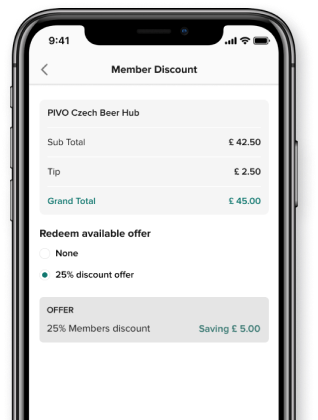 9:41
Member Discount
PIVO Czech Beer Hub
Sub Total £ 42.50
Tip £ 2.50
Grand Total £ 45.00
Redeem available offer
None
25% discount offer
OFFER
25% Members discount Saving £ 5.00